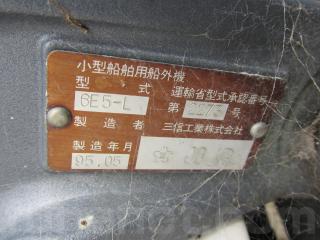 小型船舶用船外機
型式 運輸省型式承認番号
6E5-L 第 号
製造者 三信工業株式会社
製造年月
95.05